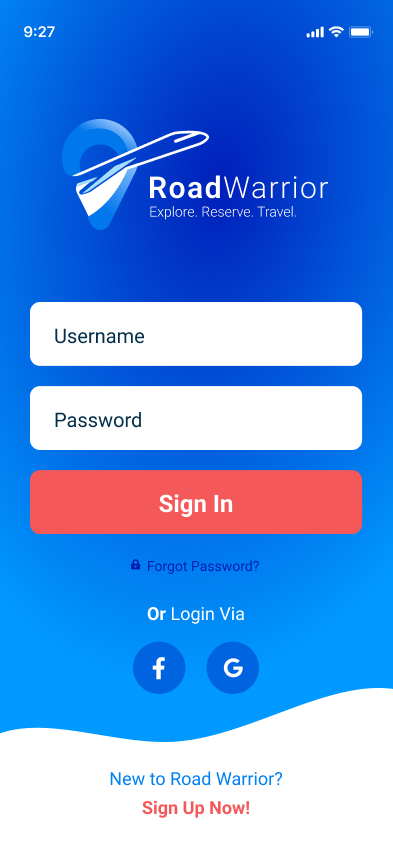 9:27
RoadWarrior
Explore. Reserve. Travel.
Username
Password
Sign In
Forgot Password?
Or Login Via
f G
New to Road Warrior?
Sign Up Now!